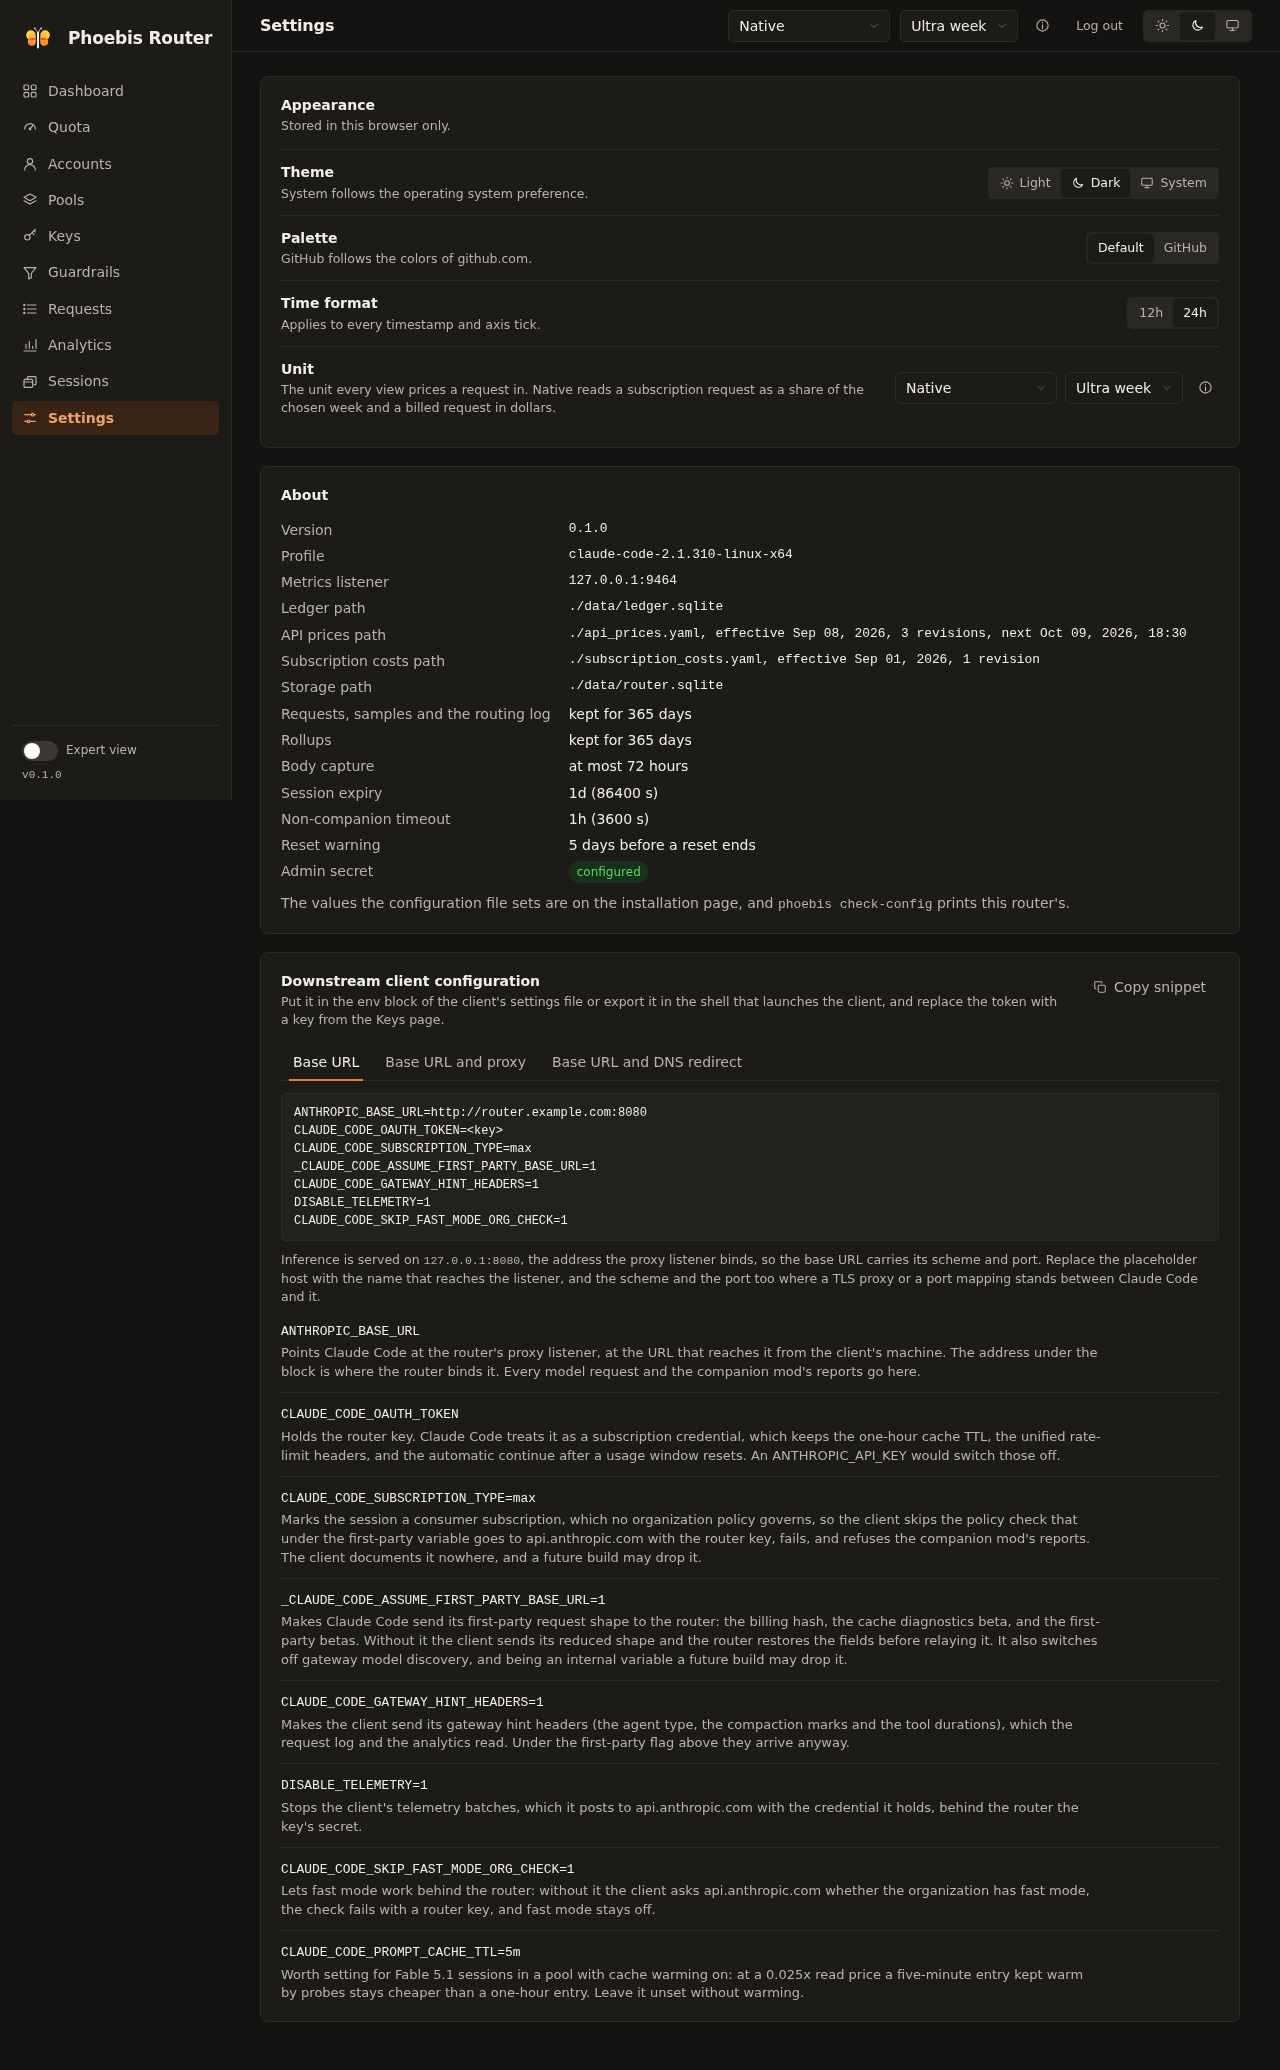 Phoebis Router
Dashboard
Quota
Accounts
Pools
Keys
Guardrails
Requests
Analytics
Sessions
Settings
Expert view
v0.1.0
Settings
Native
Ultra week
Log out
Appearance
Stored in this browser only.
Theme
System follows the operating system preference.
Light
Dark
System
Palette
GitHub follows the colors of github.com.
Default
GitHub
Time format
Applies to every timestamp and axis tick.
12h
24h
Unit
The unit every view prices a request in. Native reads a subscription request as a share of the
chosen week and a billed request in dollars.
Native
Ultra week
About
Version 0.1.0
Profile claude-code-2.1.310-linux-x64
Metrics listener 127.0.0.1:9464
Ledger path ./data/ledger.sqlite
API prices path ./api_prices.yaml, effective Sep 08, 2026, 3 revisions, next Oct 09, 2026, 18:30
Subscription costs path ./subscription_costs.yaml, effective Sep 01, 2026, 1 revision
Storage path ./data/router.sqlite
Requests, samples and the routing log kept for 365 days
Rollups kept for 365 days
Body capture at most 72 hours
Session expiry 1d (86400 s)
Non-companion timeout 1h (3600 s)
Reset warning 5 days before a reset ends
Admin secret configured
The values the configuration file sets are on the installation page, and phoebis check-config prints this router's.
Downstream client configuration
Put it in the env block of the client's settings file or export it in the shell that launches the client, and replace the token with
a key from the Keys page.
Copy snippet
Base URL
Base URL and proxy
Base URL and DNS redirect
ANTHROPIC_BASE_URL=http://router.example.com:8080
CLAUDE_CODE_OAUTH_TOKEN=<key>
CLAUDE_CODE_SUBSCRIPTION_TYPE=max
_CLAUDE_CODE_ASSUME_FIRST_PARTY_BASE_URL=1
CLAUDE_CODE_GATEWAY_HINT_HEADERS=1
DISABLE_TELEMETRY=1
CLAUDE_CODE_SKIP_FAST_MODE_ORG_CHECK=1
Inference is served on 127.0.0.1:8080, the address the proxy listener binds, so the base URL carries its scheme and port. Replace the placeholder
host with the name that reaches the listener, and the scheme and the port too where a TLS proxy or a port mapping stands between Claude Code
and it.
ANTHROPIC_BASE_URL
Points Claude Code at the router's proxy listener, at the URL that reaches it from the client's machine. The address under the
block is where the router binds it. Every model request and the companion mod's reports go here.
CLAUDE_CODE_OAUTH_TOKEN
Holds the router key. Claude Code treats it as a subscription credential, which keeps the one-hour cache TTL, the unified rate-
limit headers, and the automatic continue after a usage window resets. An ANTHROPIC_API_KEY would switch those off.
CLAUDE_CODE_SUBSCRIPTION_TYPE=max
Marks the session a consumer subscription, which no organization policy governs, so the client skips the policy check that
under the first-party variable goes to api.anthropic.com with the router key, fails, and refuses the companion mod's reports.
The client documents it nowhere, and a future build may drop it.
_CLAUDE_CODE_ASSUME_FIRST_PARTY_BASE_URL=1
Makes Claude Code send its first-party request shape to the router: the billing hash, the cache diagnostics beta, and the first-
party betas. Without it the client sends its reduced shape and the router restores the fields before relaying it. It also switches
off gateway model discovery, and being an internal variable a future build may drop it.
CLAUDE_CODE_GATEWAY_HINT_HEADERS=1
Makes the client send its gateway hint headers (the agent type, the compaction marks and the tool durations), which the
request log and the analytics read. Under the first-party flag above they arrive anyway.
DISABLE_TELEMETRY=1
Stops the client's telemetry batches, which it posts to api.anthropic.com with the credential it holds, behind the router the
key's secret.
CLAUDE_CODE_SKIP_FAST_MODE_ORG_CHECK=1
Lets fast mode work behind the router: without it the client asks api.anthropic.com whether the organization has fast mode,
the check fails with a router key, and fast mode stays off.
CLAUDE_CODE_PROMPT_CACHE_TTL=5m
Worth setting for Fable 5.1 sessions in a pool with cache warming on: at a 0.025x read price a five-minute entry kept warm
by probes stays cheaper than a one-hour entry. Leave it unset without warming.